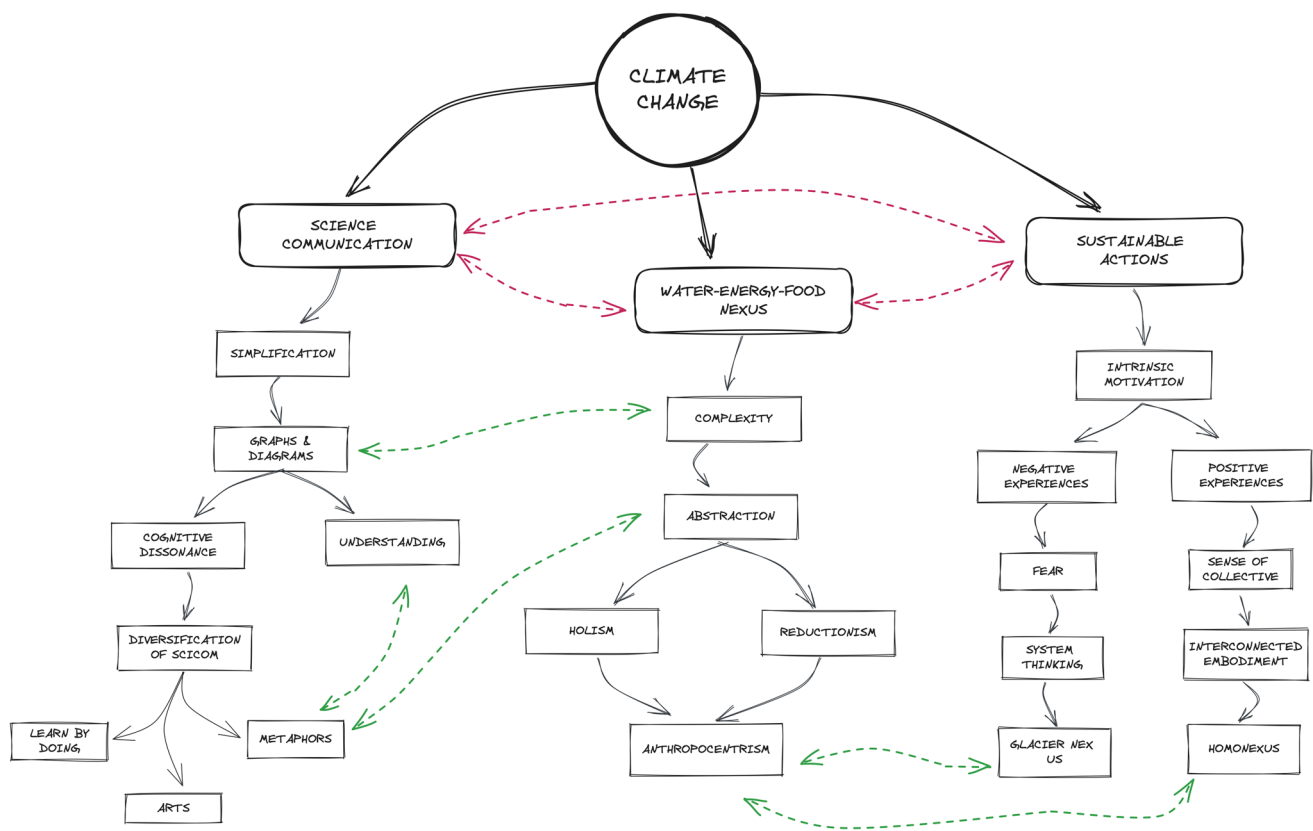 CLIMATE
CHANGE
SCIENCE
COMMUNICATION
WATER-ENERGY-FOOD
NEXUS
SUSTAINABLE
ACTIONS
SIMPLIFICATION
GRAPHS &
DIAGRAMS
COGNITIVE
DISSONANCE
UNDERSTANDING
DIVERSIFICATION
OF SCICOM
LEARN BY
DOING
ARTS
METAPHORS
COMPLEXITY
ABSTRACTION
HOLISM
REDUCTIONISM
ANTHROPOCENTRISM
INTRINSIC
MOTIVATION
NEGATIVE
EXPERIENCES
FEAR
SYSTEM
THINKING
GLACIER NEX
US
POSITIVE
EXPERIENCES
SENSE OF
COLLECTIVE
INTERCONNECTED
EMBODIMENT
HOMONEXUS